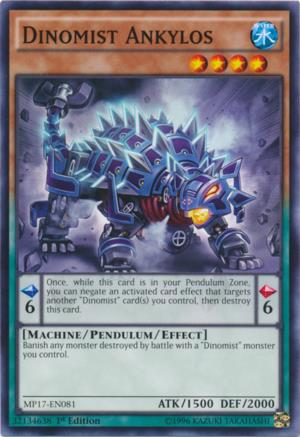 DINOMIST ANKYLOS
WATER
水
Once, while this card is in your Pendulum Zone,
you can negate an activated card effect that targets
another "Dinomist" card(s) you control, then destroy
this card.
6
6
[MACHINE/PENDULUM/EFFECT]
Banish any monster destroyed by battle with a "Dinomist" monster
you control.
MP17-EN081
ATK/1500 DEF/2000
32134638 1st Edition
©1996 KAZUKI TAKAHASHI